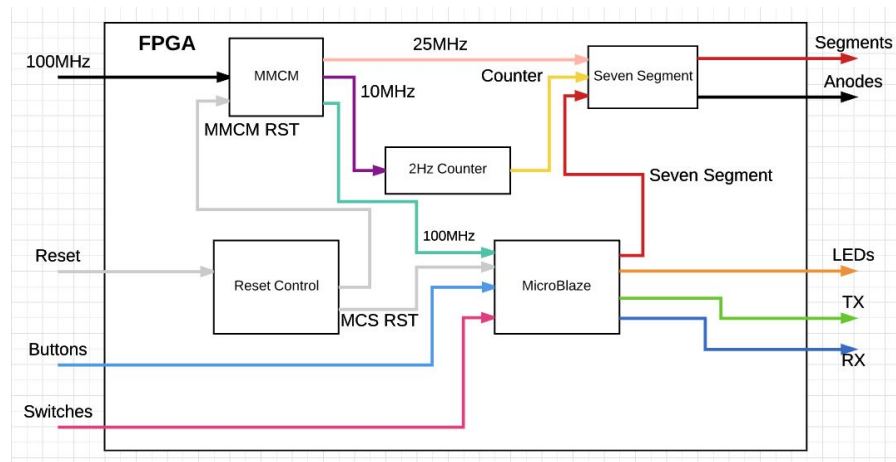 FPGA
25MHz
Segments
100MHz
MMCM
Counter
Seven Segment
10MHz
Anodes
MMCM RST
2Hz Counter
Seven Segment
100MHz
Reset
LEDs
Reset Control
MicroBlaze
TX
MCS RST
Buttons
RX
Switches